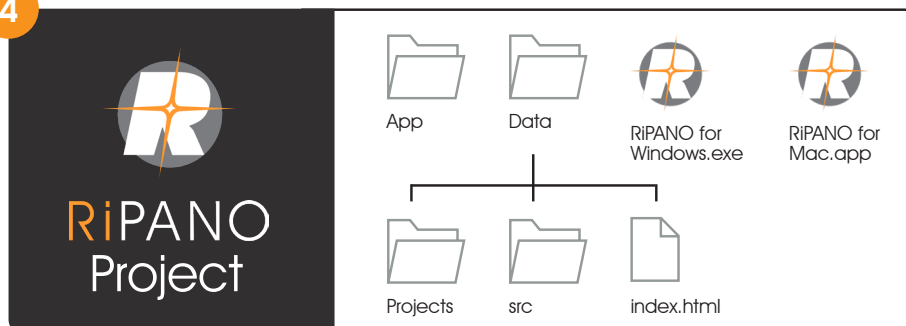 4
R
RiPANO
Project
App
Data
R
RiPANO for
Windows.exe
R
RiPANO for
Mac.app
Projects
src
index.html